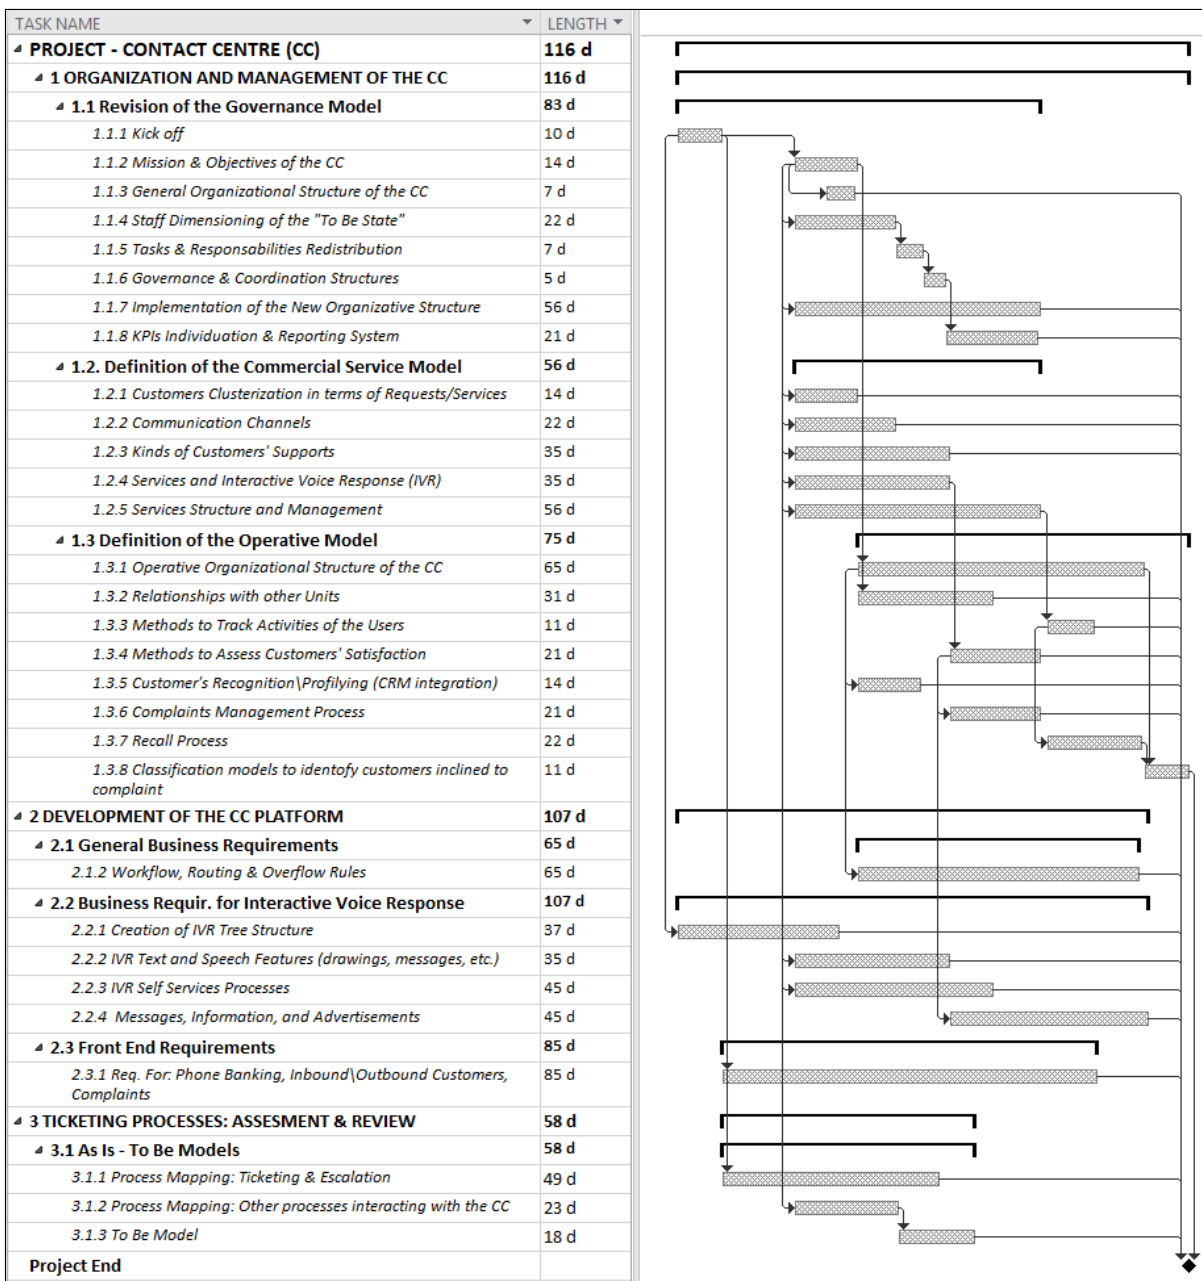 TASK NAME LENGTH
PROJECT - CONTACT CENTRE (CC) 116 d
1 ORGANIZATION AND MANAGEMENT OF THE CC 116 d
1.1 Revision of the Governance Model 83 d
1.1.1 Kick off 10 d
1.1.2 Mission & Objectives of the CC 14 d
1.1.3 General Organizational Structure of the CC 7 d
1.1.4 Staff Dimensioning of the "To Be State" 22 d
1.1.5 Tasks & Responsabilities Redistribution 7 d
1.1.6 Governance & Coordination Structures 5 d
1.1.7 Implementation of the New Organizative Structure 56 d
1.1.8 KPIs Individuation & Reporting System 21 d
1.2. Definition of the Commercial Service Model 56 d
1.2.1 Customers Clusterization in terms of Requests/Services 14 d
1.2.2 Communication Channels 22 d
1.2.3 Kinds of Customers' Supports 35 d
1.2.4 Services and Interactive Voice Response (IVR) 35 d
1.2.5 Services Structure and Management 56 d
1.3 Definition of the Operative Model 75 d
1.3.1 Operative Organizational Structure of the CC 65 d
1.3.2 Relationships with other Units 31 d
1.3.3 Methods to Track Activities of the Users 11 d
1.3.4 Methods to Assess Customers' Satisfaction 21 d
1.3.5 Customer's Recognition\Profilying (CRM integration) 14 d
1.3.6 Complaints Management Process 21 d
1.3.7 Recall Process 22 d
1.3.8 Classification models to identofy customers inclined to 11 d
complaint
2 DEVELOPMENT OF THE CC PLATFORM 107 d
2.1 General Business Requirements 65 d
2.1.2 Workflow, Routing & Overflow Rules 65 d
2.2 Business Requir. for Interactive Voice Response 107 d
2.2.1 Creation of IVR Tree Structure 37 d
2.2.2 IVR Text and Speech Features (drawings, messages, etc.) 35 d
2.2.3 IVR Self Services Processes 45 d
2.2.4 Messages, Information, and Advertisements 45 d
2.3 Front End Requirements 85 d
2.3.1 Req. For: Phone Banking, Inbound\Outbound Customers, 85 d
Complaints
3 TICKETING PROCESSES: ASSESMENT & REVIEW 58 d
3.1 As Is - To Be Models 58 d
3.1.1 Process Mapping: Ticketing & Escalation 49 d
3.1.2 Process Mapping: Other processes interacting with the CC 23 d
3.1.3 To Be Model 18 d
Project End